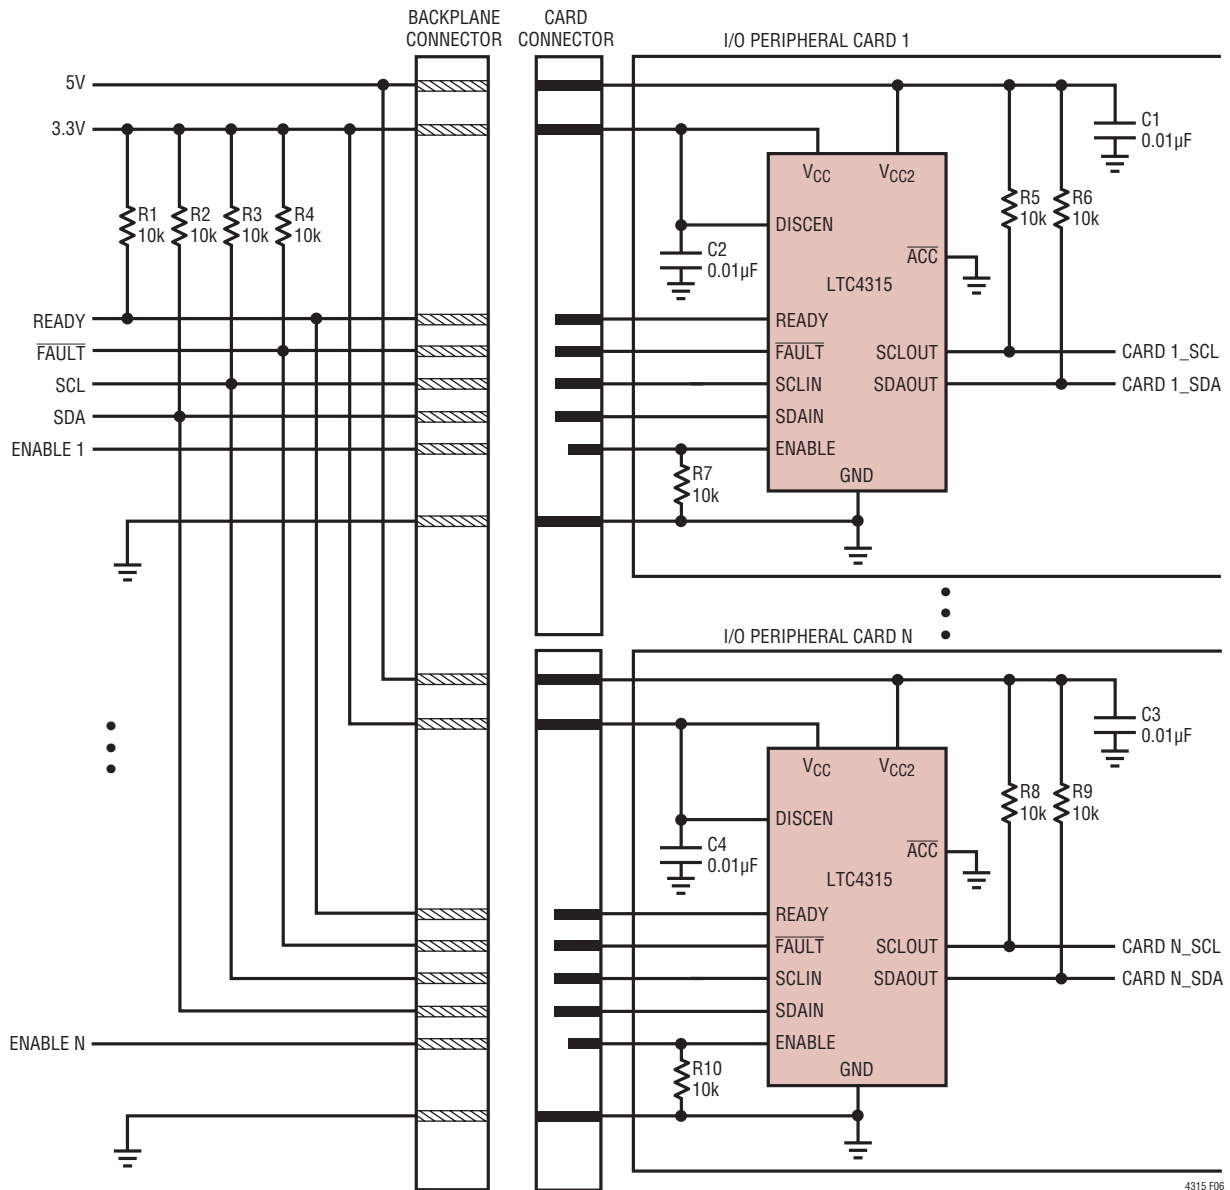 BACKPLANE
CONNECTOR
CARD
CONNECTOR
I/O PERIPHERAL CARD 1
5V
3.3V
R1
10k
R2
10k
R3
10k
R4
10k
READY
FAULT
SCL
SDA
ENABLE 1
VCC
VCC2
DISCEN
ACC
LTC4315
READY
FAULT
SCLIN
SDAIN
ENABLE
GND
SCLOUT
SDAOUT
C1
0.01µF
C2
0.01µF
R5
10k
R6
10k
R7
10k
CARD 1_SCL
CARD 1_SDA
I/O PERIPHERAL CARD N
VCC
VCC2
DISCEN
ACC
LTC4315
READY
FAULT
SCLIN
SDAIN
ENABLE
GND
SCLOUT
SDAOUT
C3
0.01µF
C4
0.01µF
R8
10k
R9
10k
R10
10k
CARD N_SCL
CARD N_SDA
ENABLE N
4315 F06